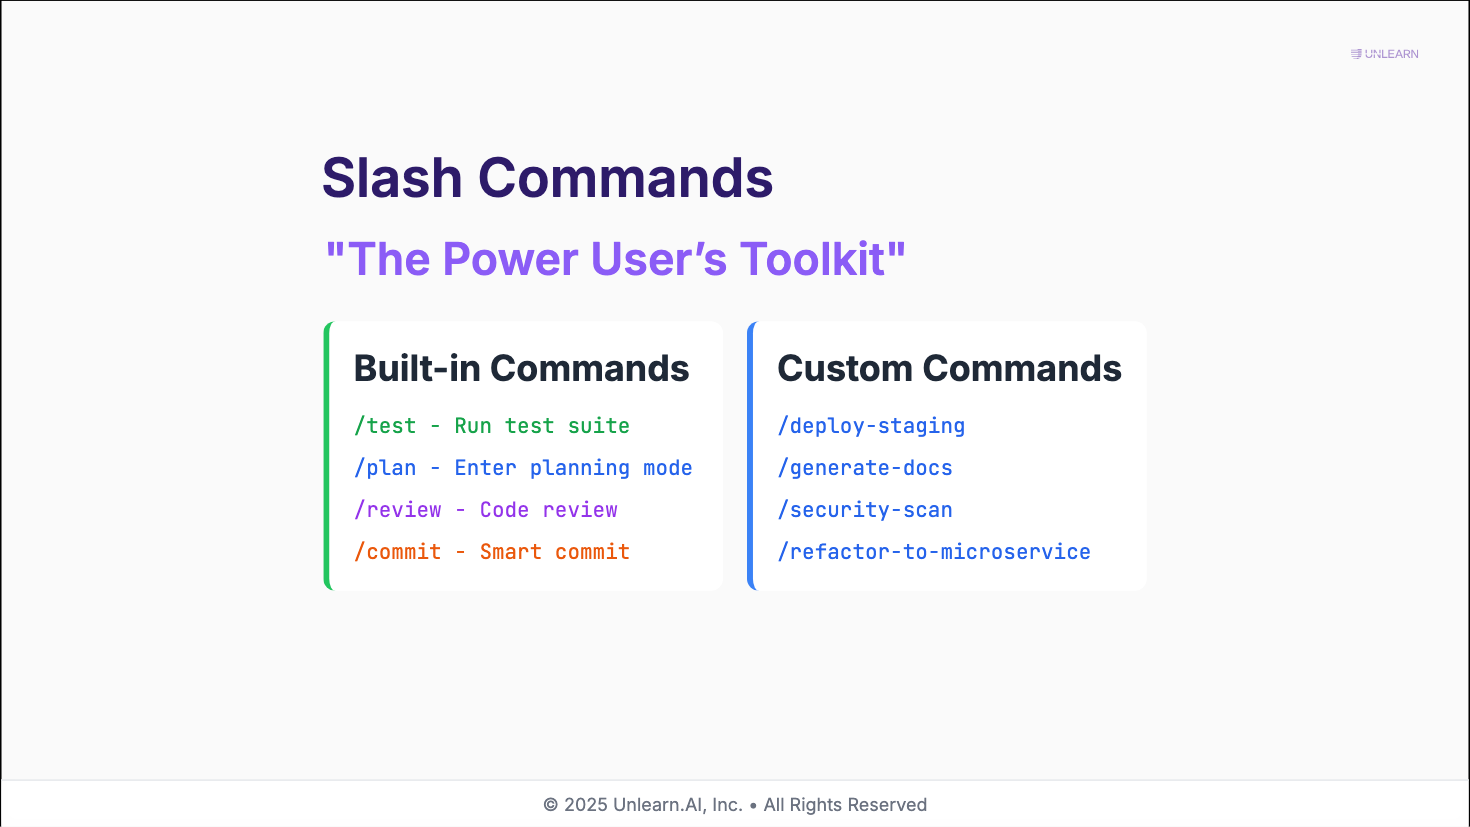 UNLEARN
Slash Commands
"The Power User’s Toolkit"
Built-in Commands
/test - Run test suite
/plan - Enter planning mode
/review - Code review
/commit - Smart commit
Custom Commands
/deploy-staging
/generate-docs
/security-scan
/refactor-to-microservice
© 2025 Unlearn.AI, Inc. • All Rights Reserved